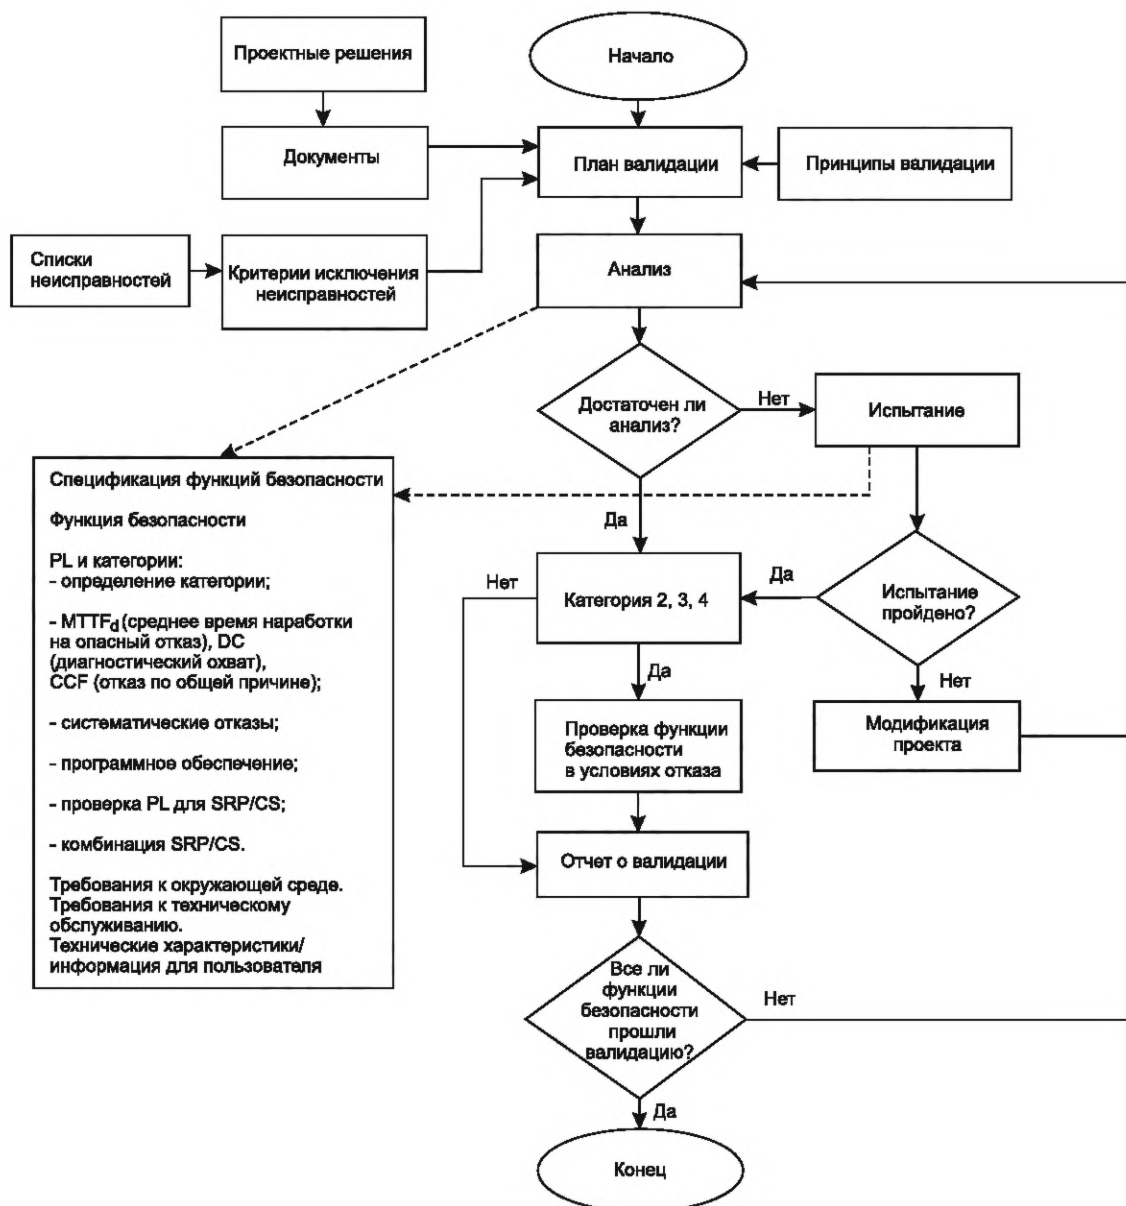 Проектные решения
Начало
Документы
План валидации
Принципы валидации
Списки
неисправностей
Критерии исключения
неисправностей
Анализ
Достаточен ли
анализ?
Нет
Испытание
Да
Спецификация функций безопасности
Функция безопасности
PL и категории:
- определение категории;
- MTTFd (среднее время наработки
на опасный отказ), DC
(диагностический охват),
CCF (отказ по общей причине);
- систематические отказы;
- программное обеспечение;
- проверка PL для SRP/CS;
- комбинация SRP/CS.
Требования к окружающей среде.
Требования к техническому
обслуживанию.
Технические характеристики/
информация для пользователя
Нет
Категория 2, 3, 4
Да
Испытание
пройдено?
Да
Нет
Проверка функции
безопасности
в условиях отказа
Модификация
проекта
Отчет о валидации
Все ли
функции
безопасности
прошли
валидацию?
Нет
Да
Конец